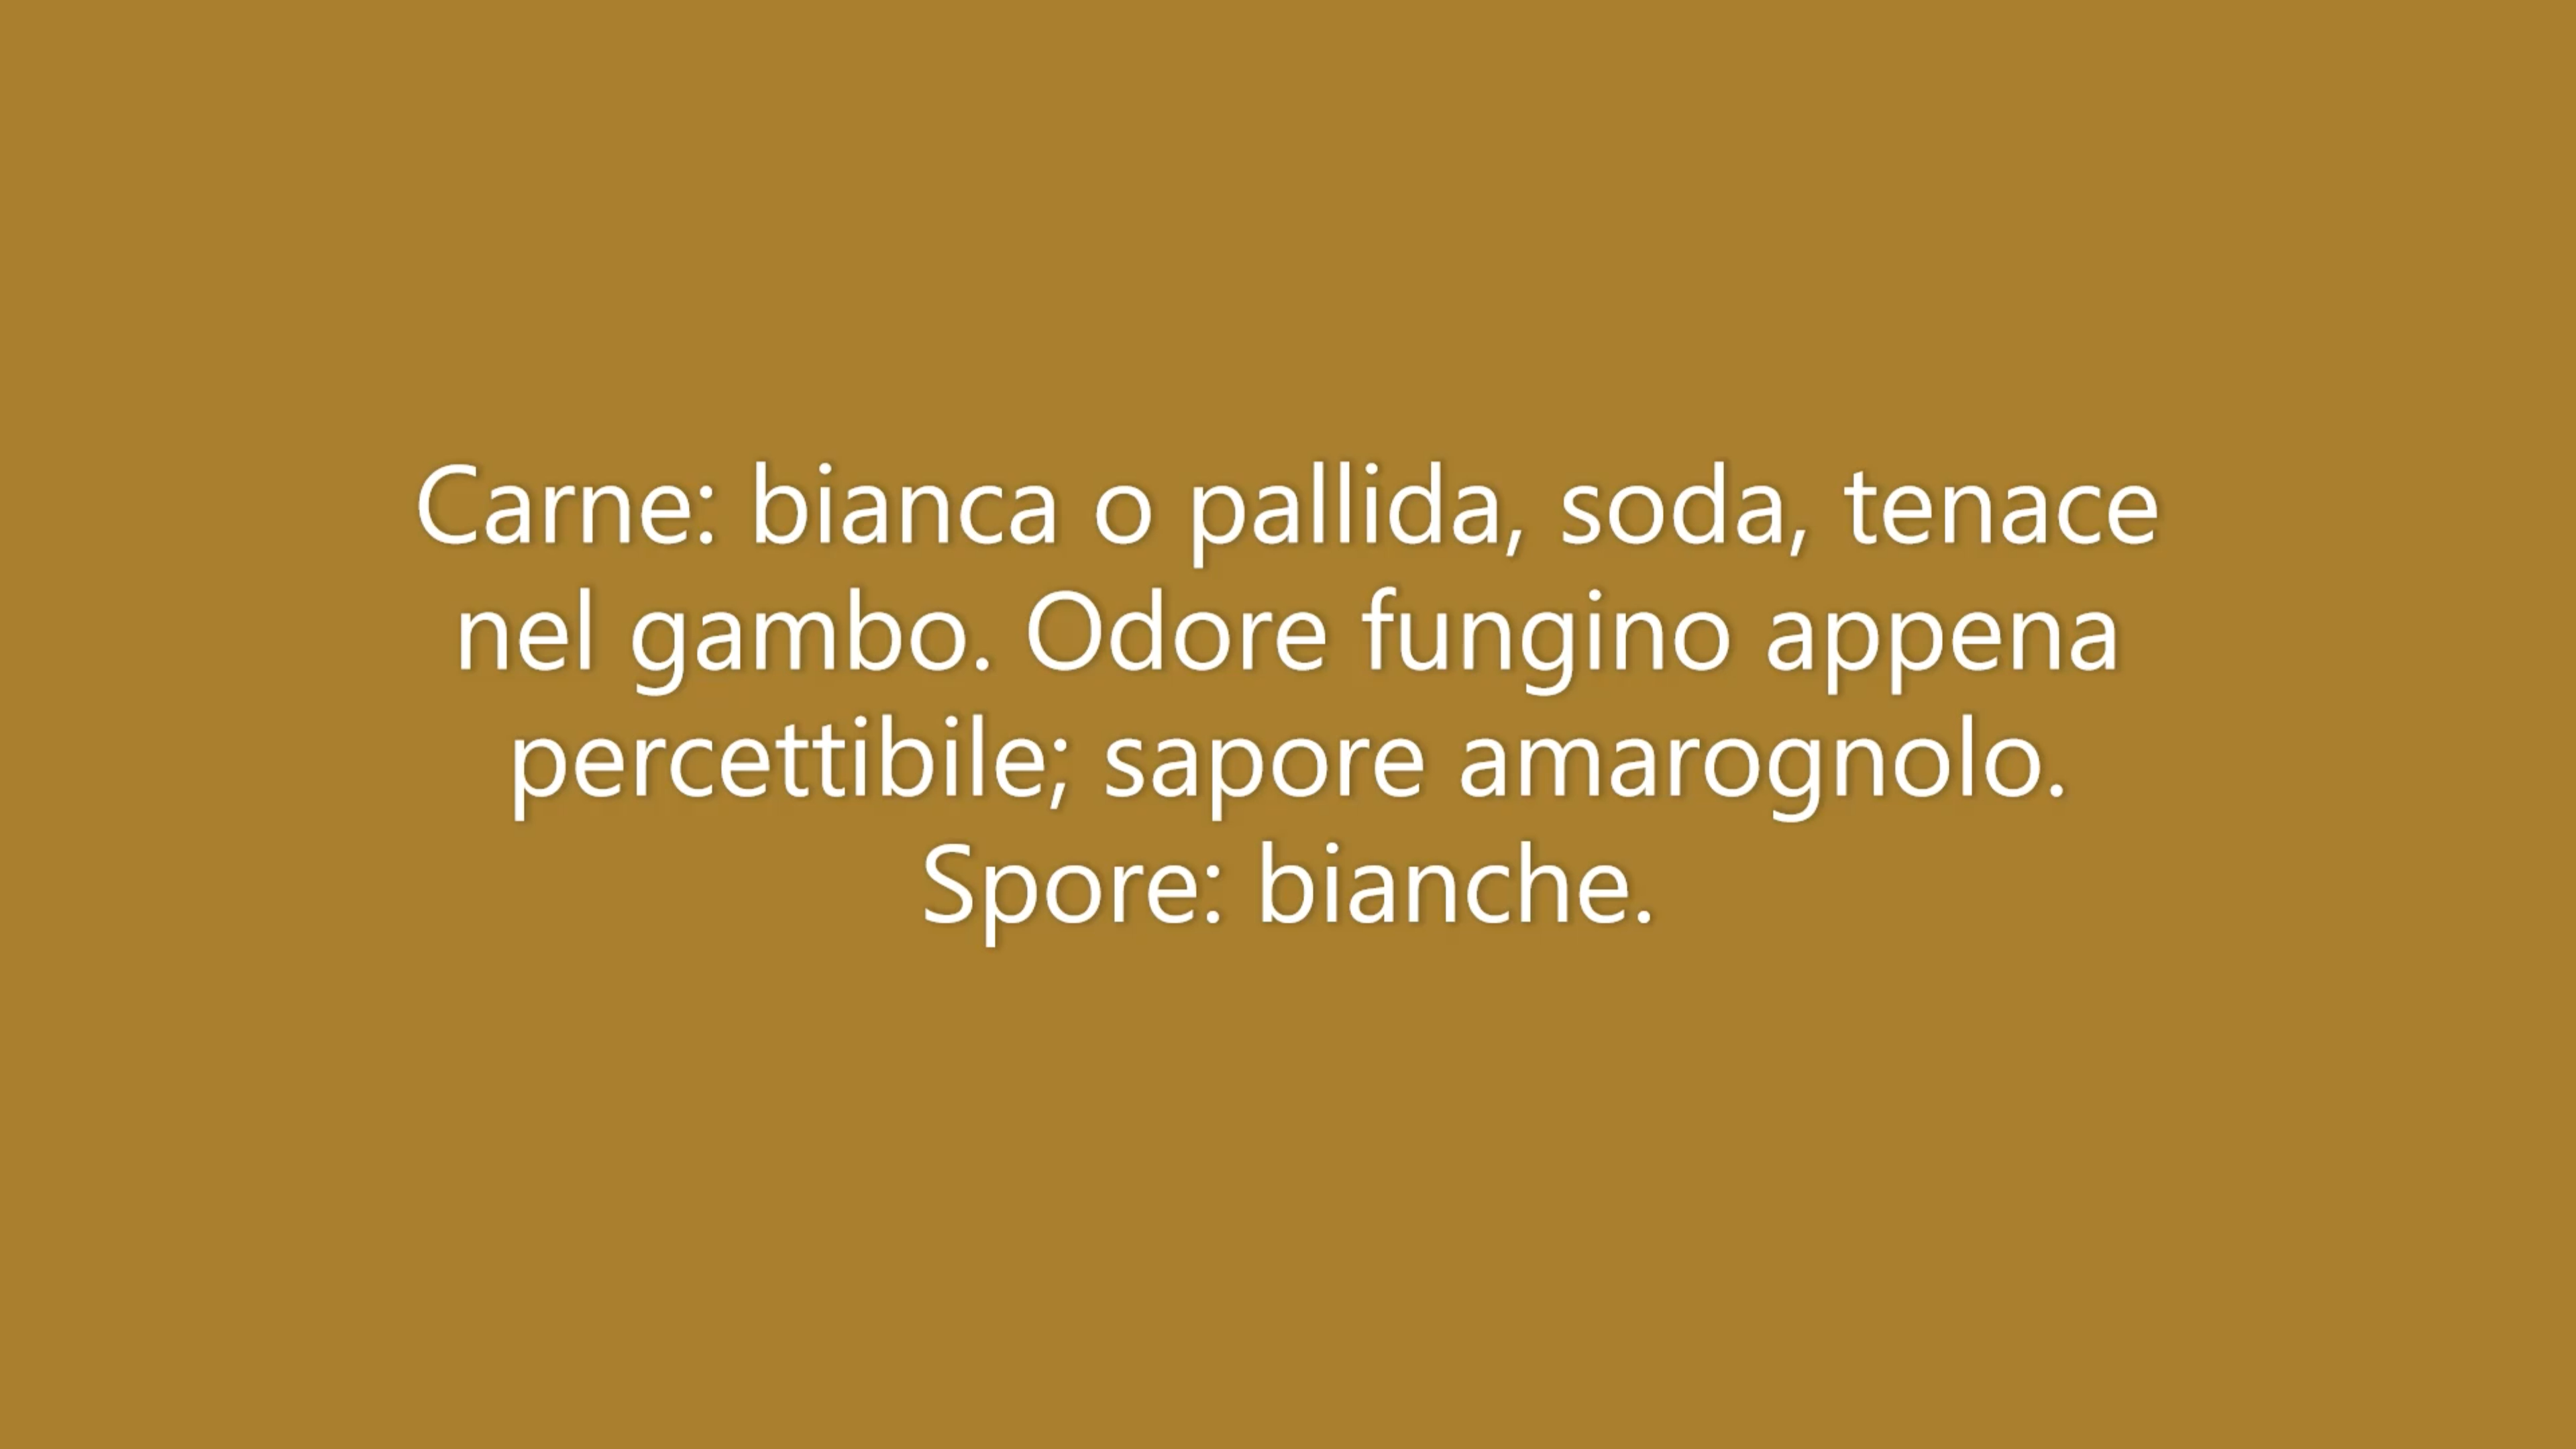 Carne: bianca o pallida, soda, tenace
nel gambo. Odore fungino appena
percettibile; sapore amarognolo.
Spore: bianche.